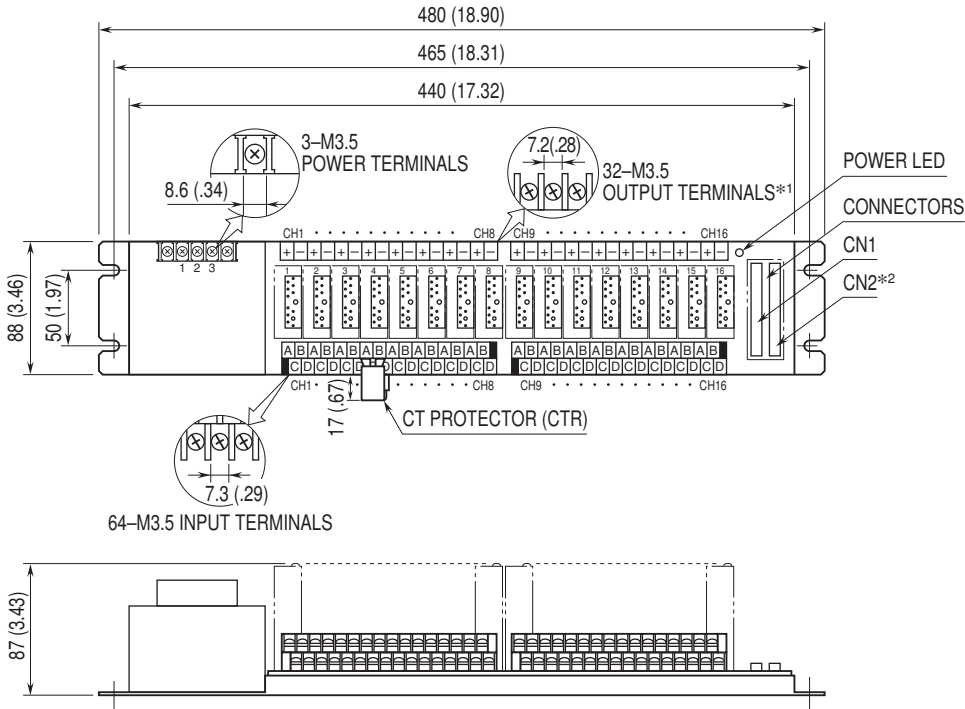 480 (18.90)
465 (18.31)
440 (17.32)
3–M3.5
POWER TERMINALS
8.6 (.34)
7.2(.28)
32–M3.5
OUTPUT TERMINALS*1
POWER LED
CONNECTORS
CN1
CN2*2
CH1 · · · · · · · · · · · CH8 CH9 · · · · · · · · · · · CH16
+ − + − + − + − + − + − + − + − + − + − + − + − + − + − + − + −
1 2 3
1 2 3 4 5 6 7 8 9 10 11 12 13 14 15 16
88 (3.46)
50 (1.97)
A B A B A B A B A B A B A B A B A B A B A B A B A B A B A B A B
C D C D C D C D C D C D C D C D C D C D C D C D C D C D C D C D
CH1 · · · · · · · · · CH8 CH9 · · · · · · · · · · · CH16
17 (.67)
CT PROTECTOR (CTR)
7.3 (.29)
64–M3.5 INPUT TERMINALS
87 (3.43)